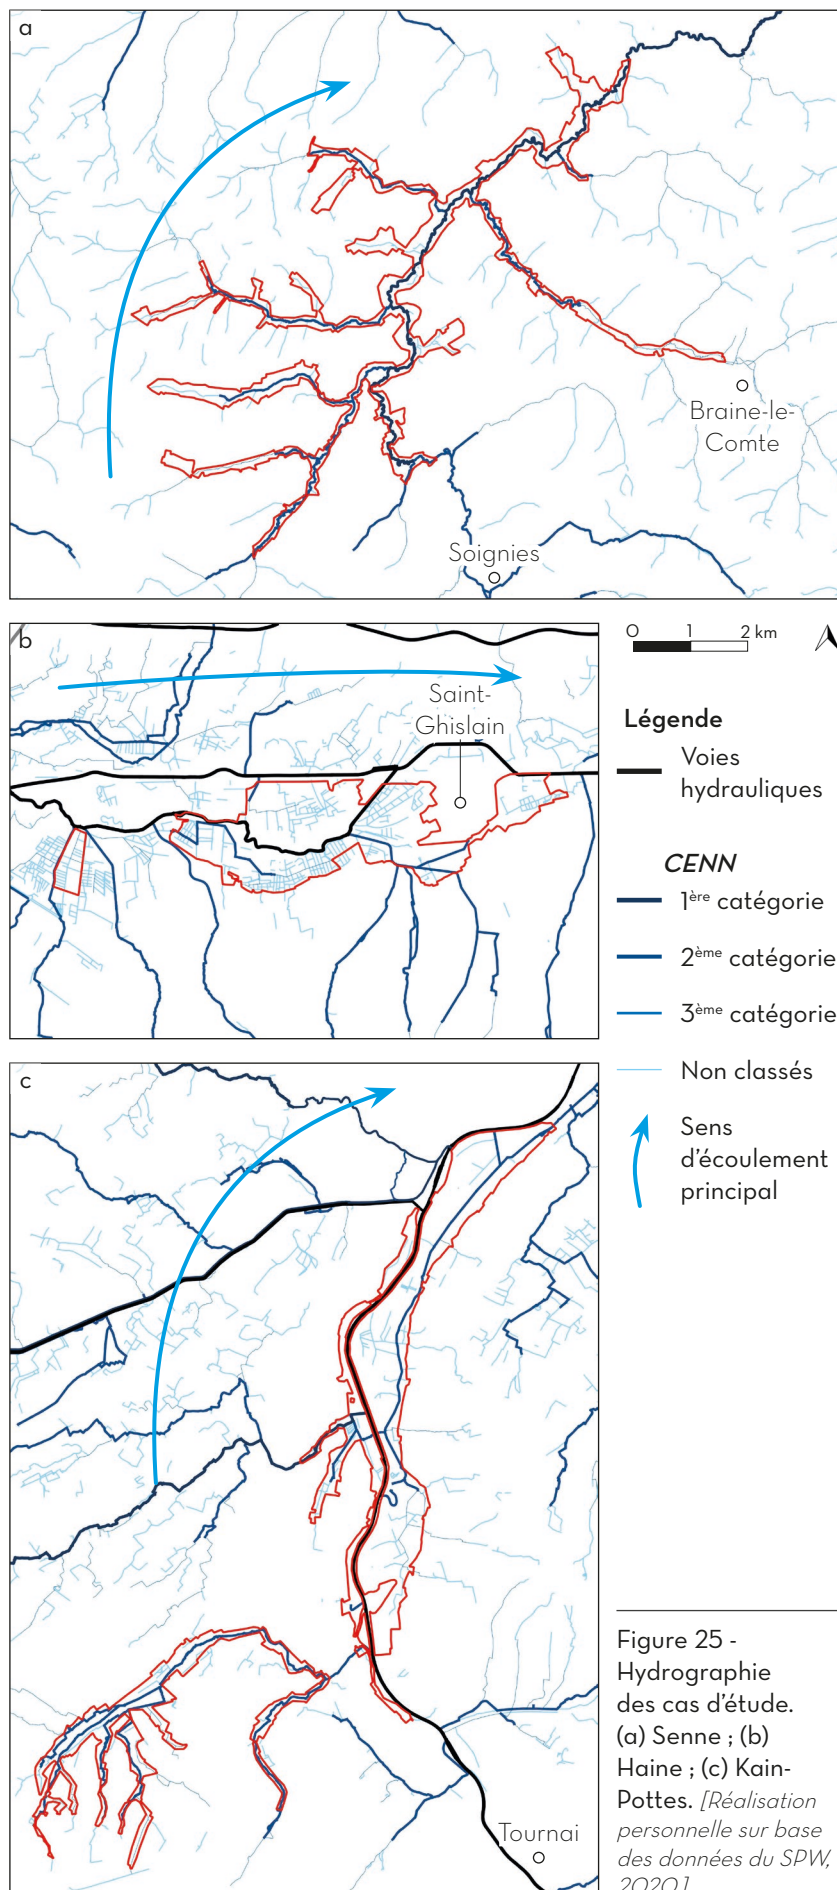 a
Braine-le-
Comte
Soignies
b
Saint-
Ghislain
0 1 2 km
Légende
Voies
hydrauliques
CENN
1ère catégorie
2ème catégorie
3ème catégorie
Non classés
Sens
d'écoulement
principal
c
Tournai
Figure 25 -
Hydrographie
des cas d'étude.
(a) Senne ; (b)
Haine ; (c) Kain-
Pottes. [Réalisation
personnelle sur base
des données du SPW,
2020]